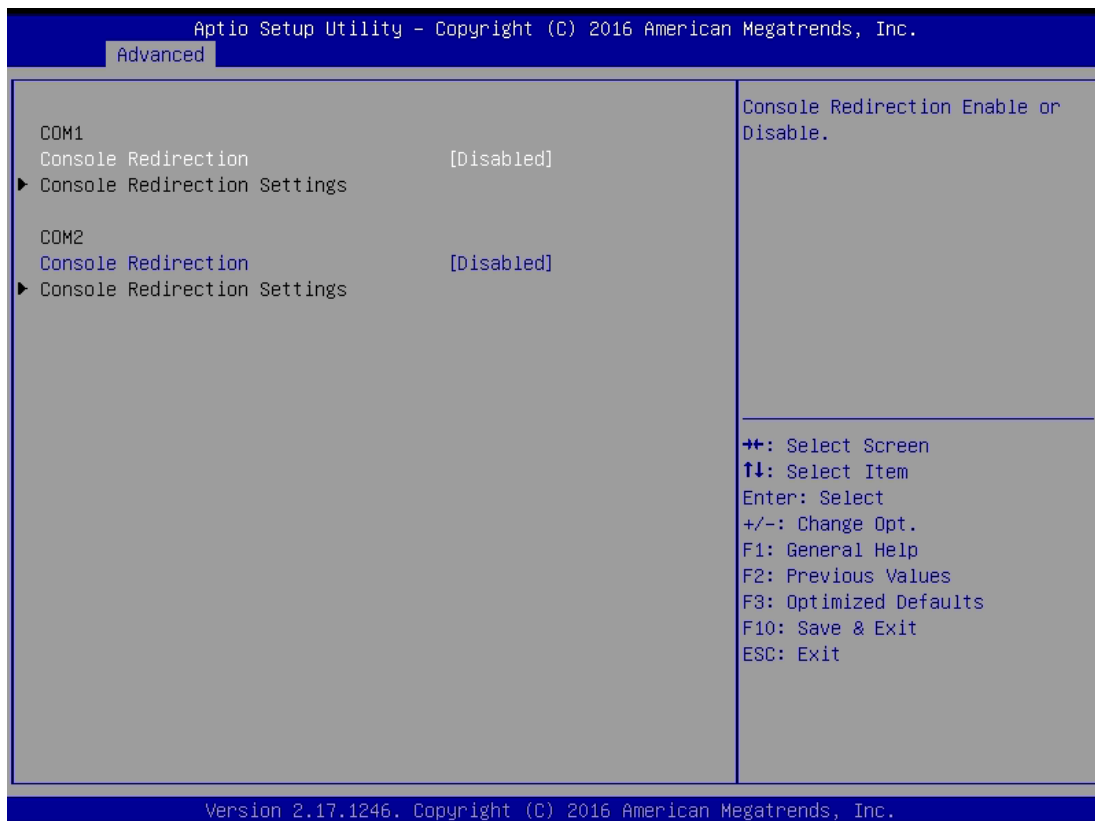 Aptio Setup Utility – Copyright (C) 2016 American Megatrends, Inc.
Advanced
COM1
Console Redirection [Disabled]
▶ Console Redirection Settings
COM2
Console Redirection [Disabled]
▶ Console Redirection Settings
Console Redirection Enable or
Disable.
→←: Select Screen
↑↓: Select Item
Enter: Select
+/-: Change Opt.
F1: General Help
F2: Previous Values
F3: Optimized Defaults
F10: Save & Exit
ESC: Exit
Version 2.17.1246. Copyright (C) 2016 American Megatrends, Inc.